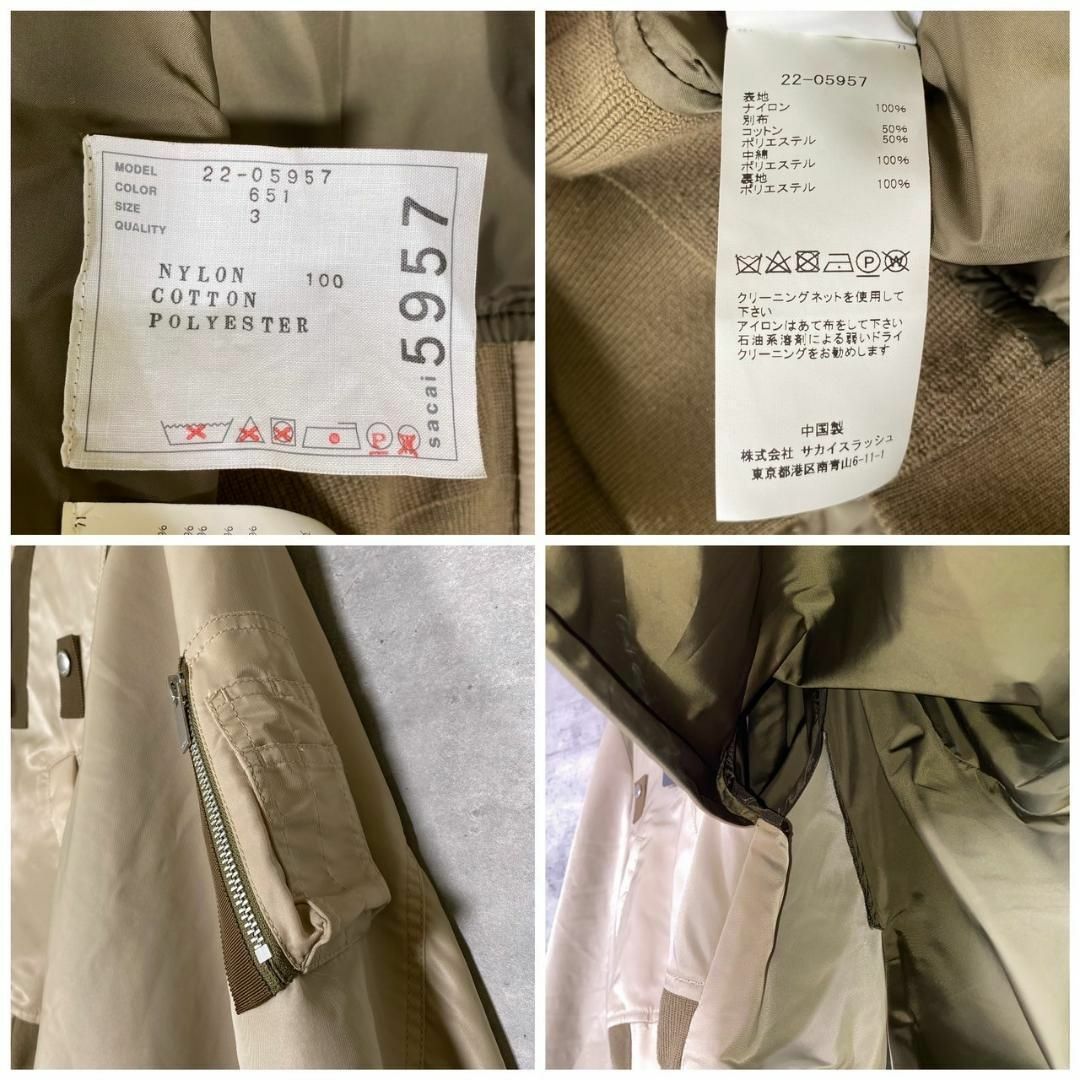 MODEL 22-05957
COLOR 651
SIZE 3
QUALITY
NYLON 100
COTTON
POLYESTER
sacai 5957
P
22-05957
表地
ナイロン 100%
別布
コットン 50%
ポリエステル 50%
中綿
ポリエステル 100%
裏地
ポリエステル 100%
P W
クリーニングネットを使用して
下さい
アイロンはあて布をして下さい
石油系溶剤による弱いドライ
クリーニングをお勧めします
中国製
株式会社 サカイスラッシュ
東京都港区南青山6-11-1